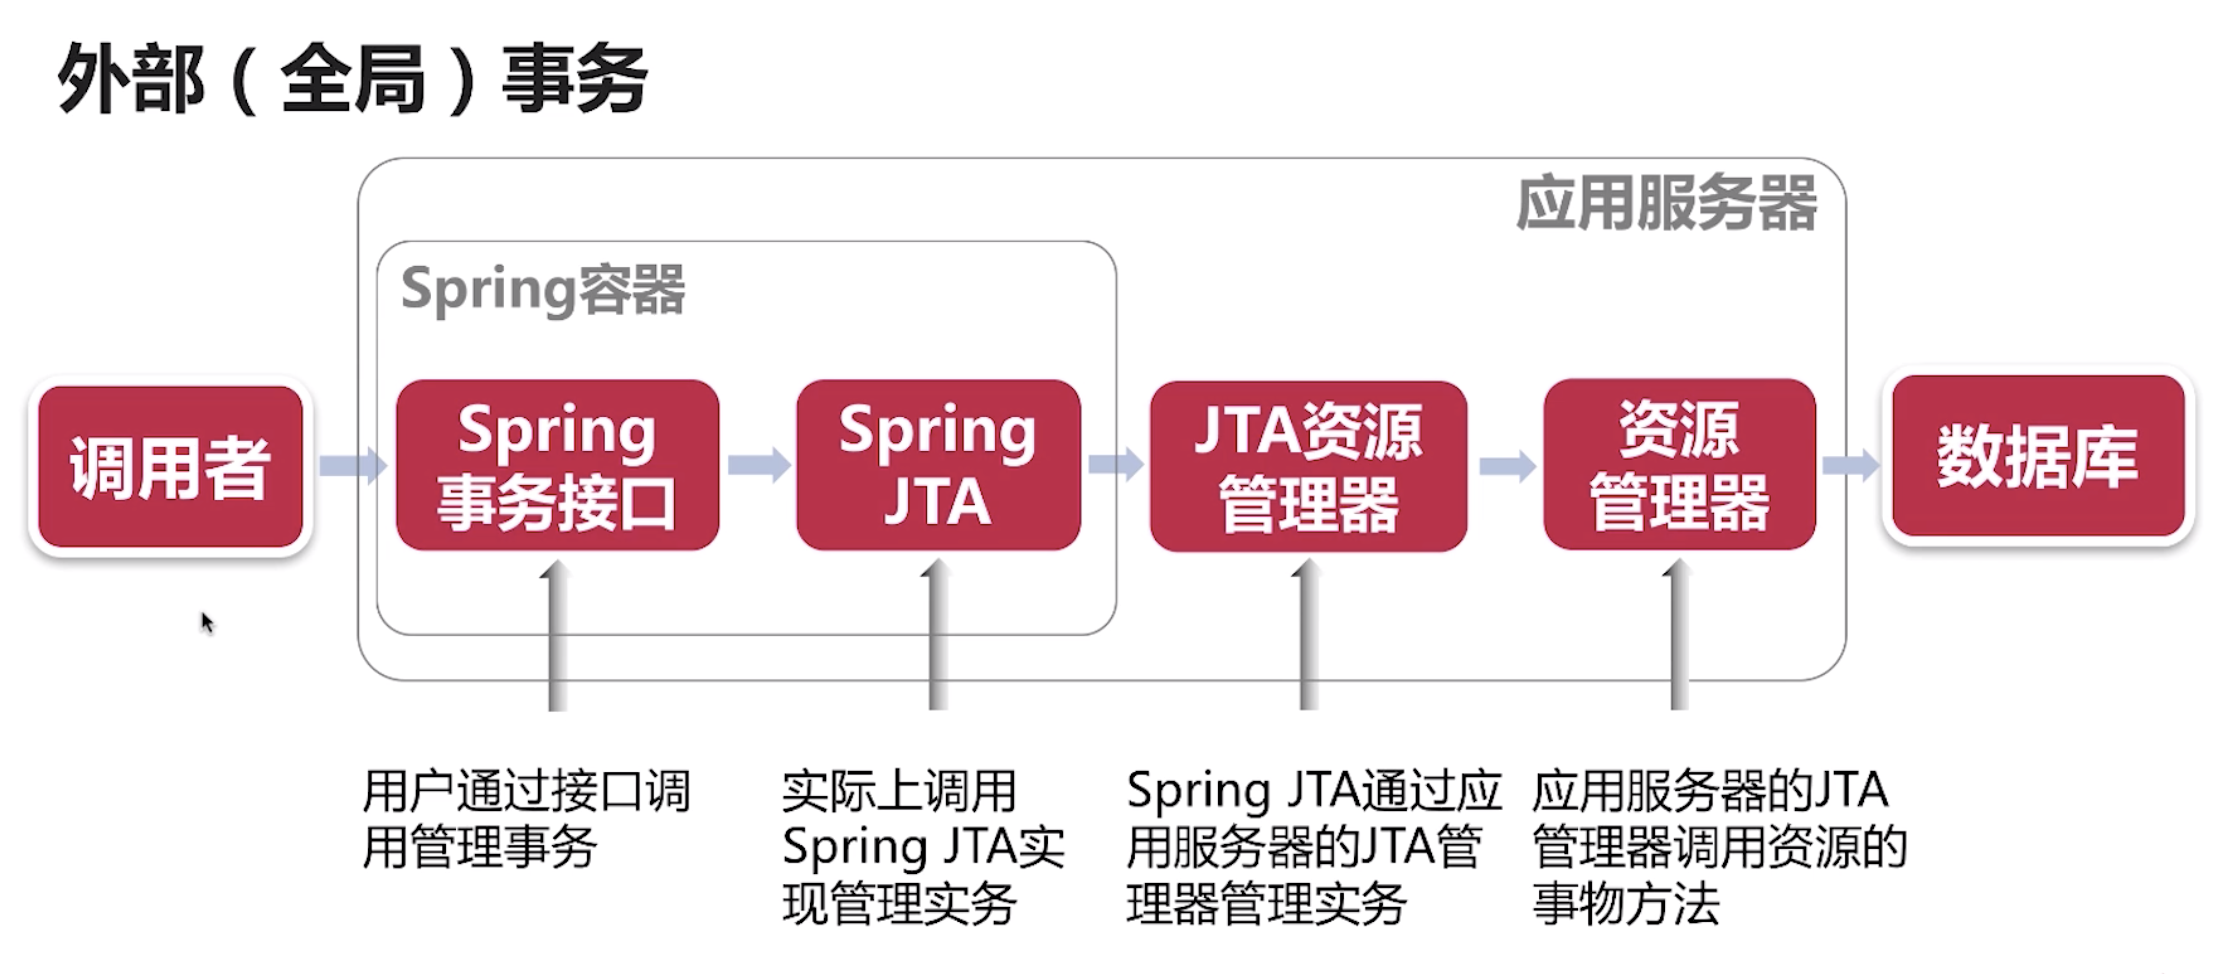 外部（全局）事务
应用服务器
Spring容器
调用者
Spring
事务接口
Spring
JTA
JTA资源
管理器
资源
管理器
数据库
用户通过接口调
用管理事务
实际上调用
Spring JTA实
现管理实务
Spring JTA通过应
用服务器的JTA管
理器管理实务
应用服务器的JTA
管理器调用资源的
事物方法